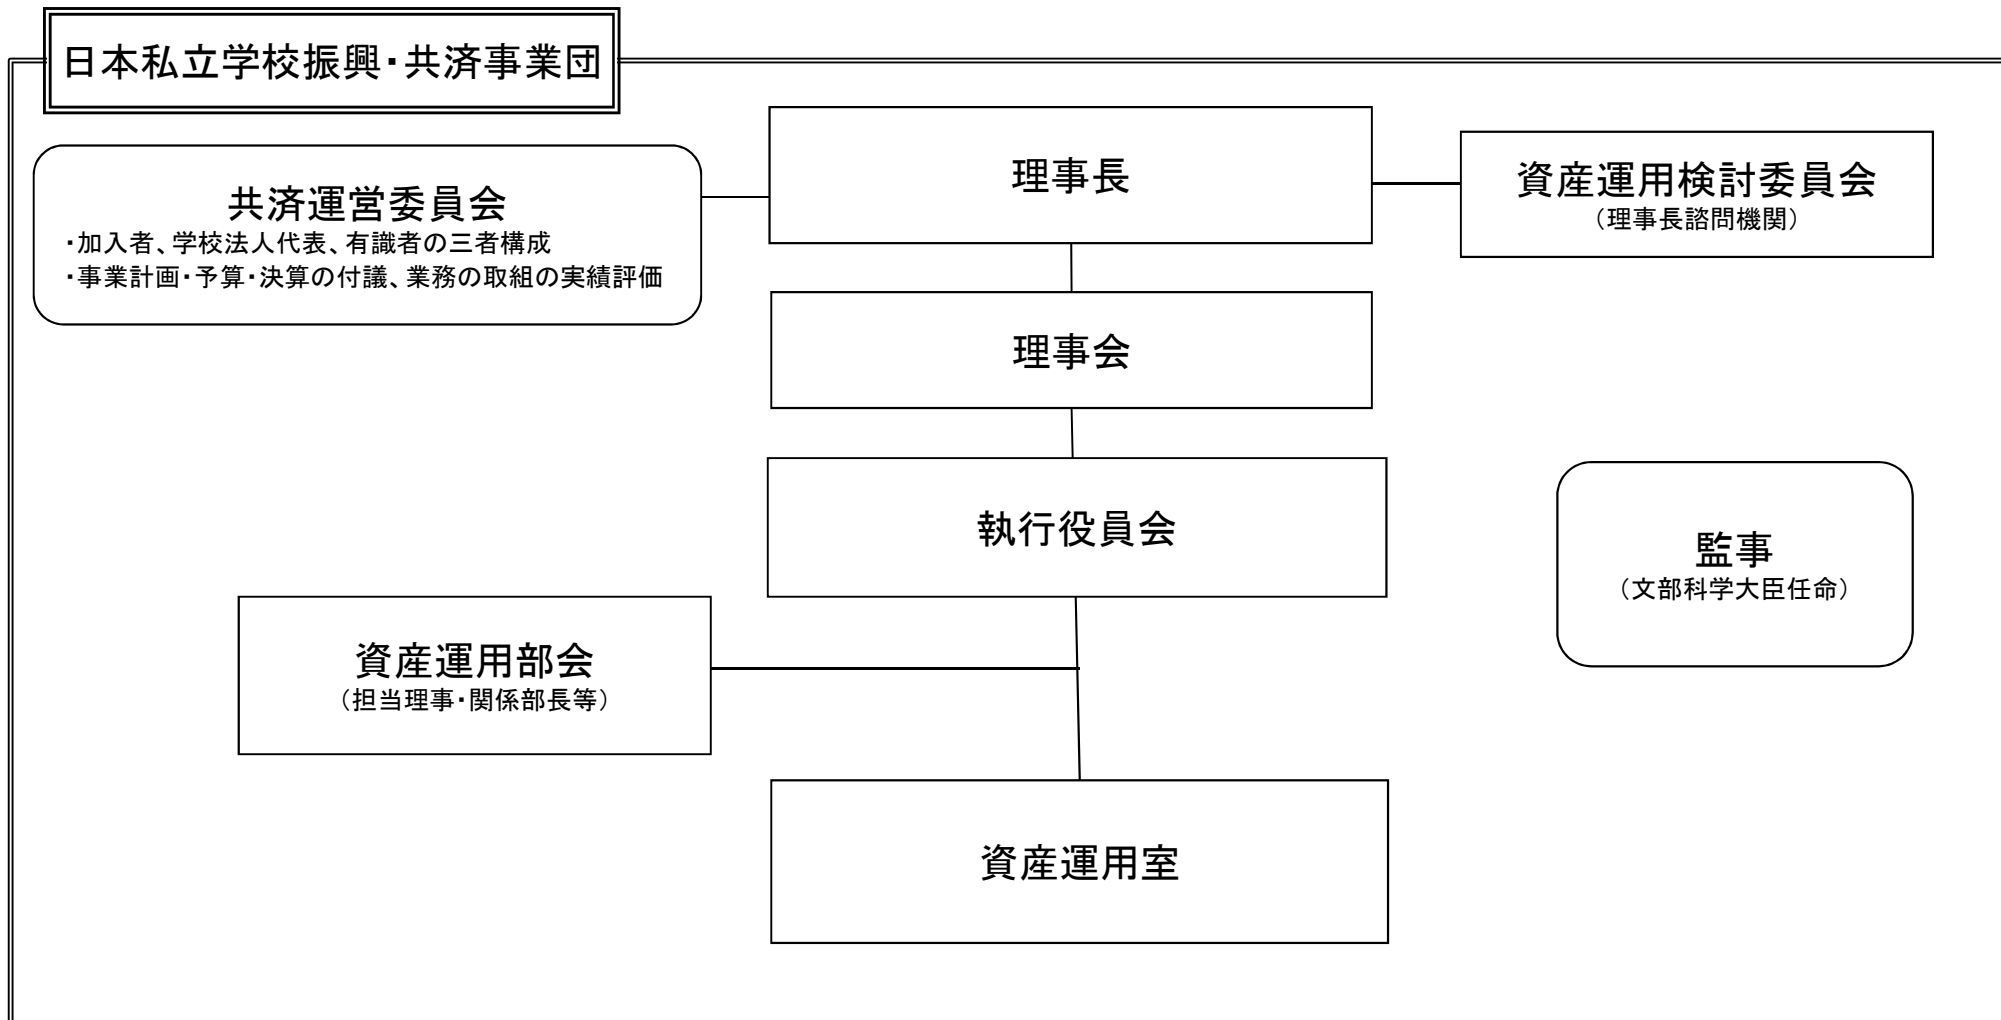 日本私立学校振興・共済事業団
理事長
共済運営委員会
・加入者、学校法人代表、有識者の三者構成
・事業計画・予算・決算の付議、業務の取組の実績評価
資産運用検討委員会
（理事長諮問機関）
理事会
執行役員会
監事
（文部科学大臣任命）
資産運用部会
（担当理事・関係部長等）
資産運用室